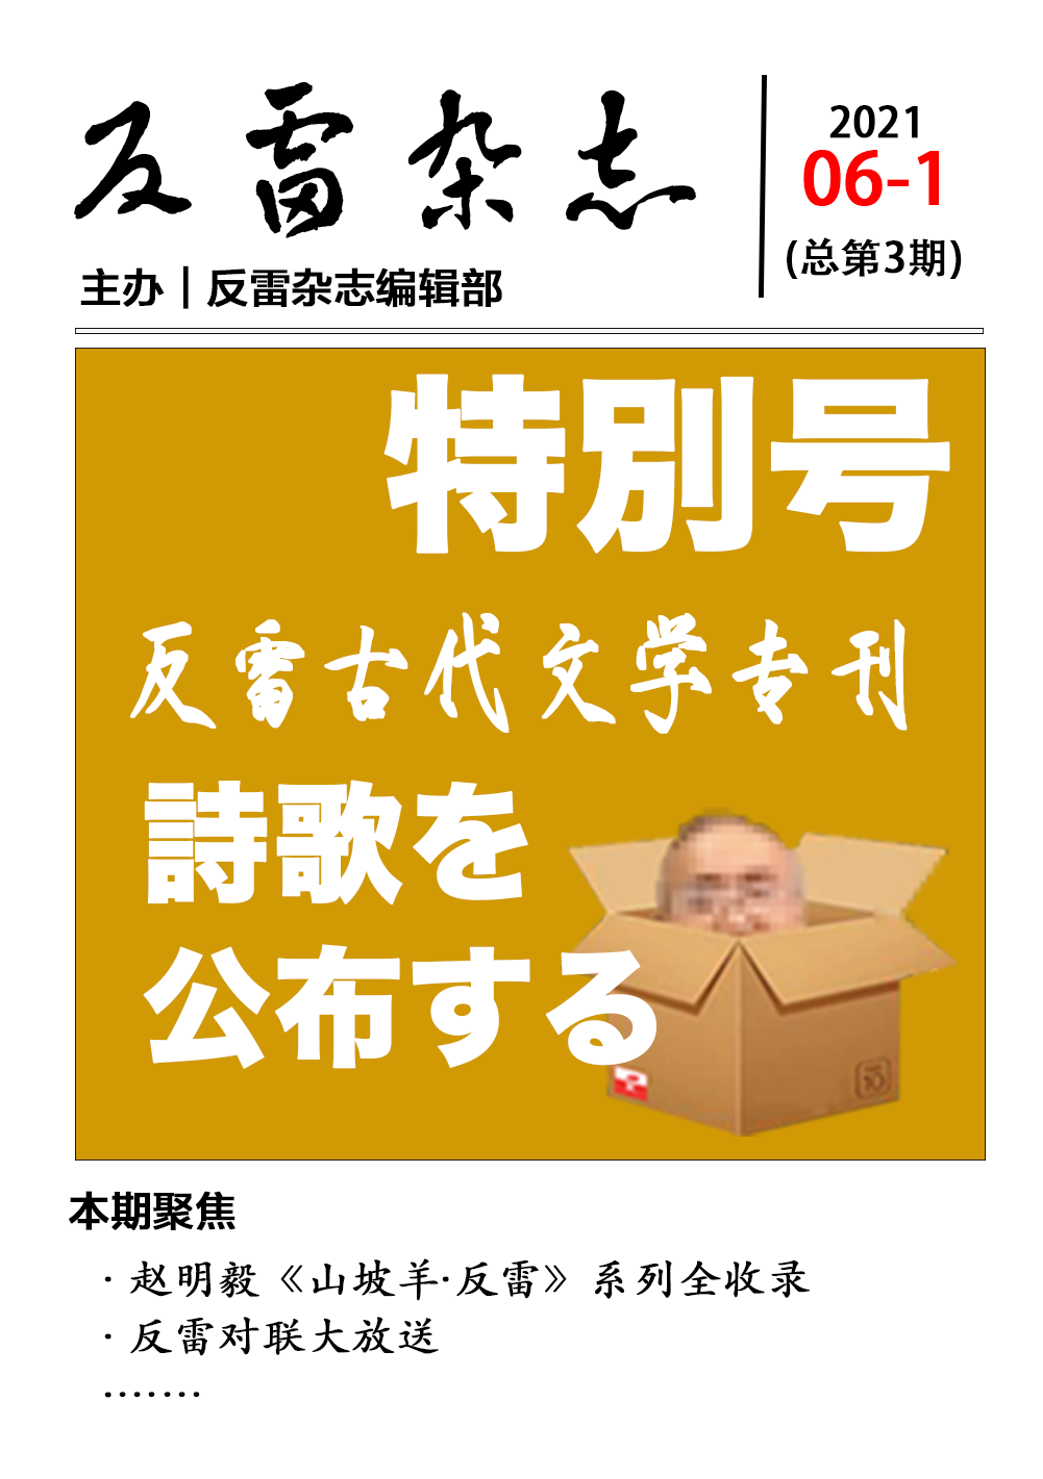 反雷杂志
2021
06-1
(总第3期)
主办｜反雷杂志编辑部
特別号
反雷古代文学专刊
詩歌を
公布する
10
本期聚焦
· 赵明毅《山坡羊·反雷》系列全收录
· 反雷对联大放送
.......